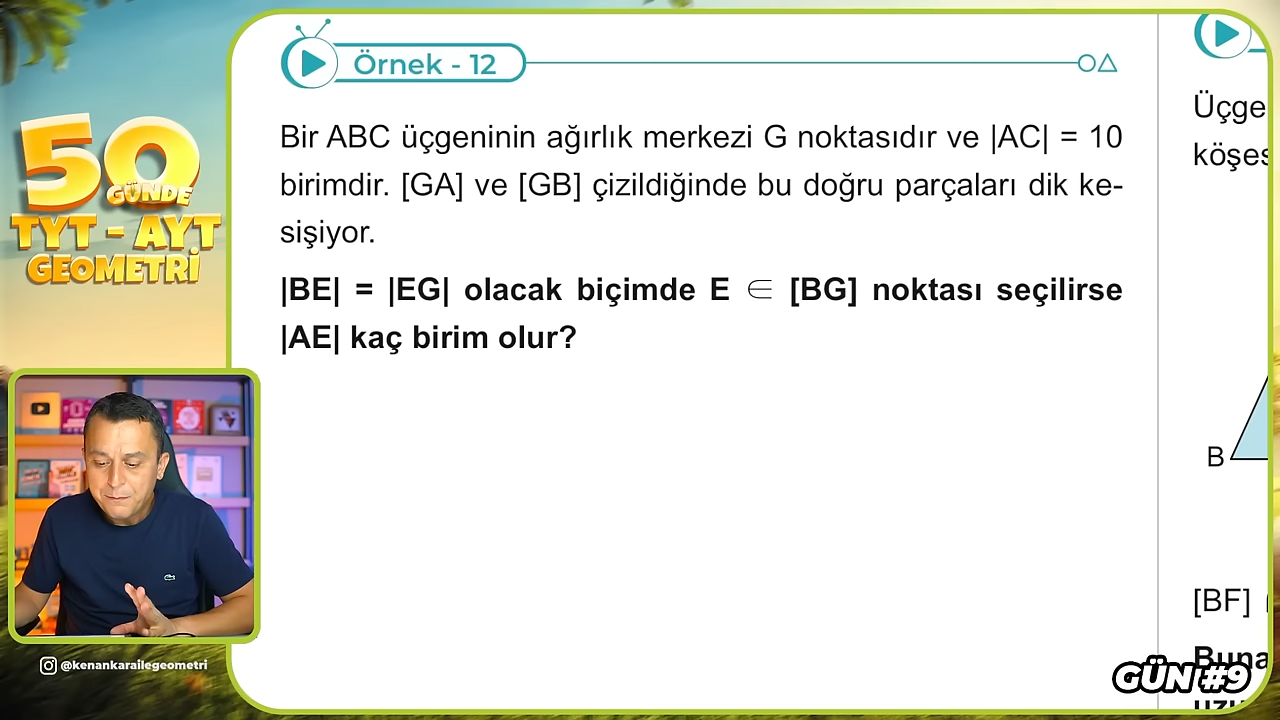 Örnek - 12
Bir ABC üçgeninin ağırlık merkezi G noktasıdır ve |AC| = 10
birimdir. [GA] ve [GB] çizildiğinde bu doğru parçaları dik ke-
sişiyor.
|BE| = |EG| olacak biçimde E ∈ [BG] noktası seçilirse
|AE| kaç birim olur?
50
GÜNDE
TYT - AYT
GEOMETRİ
@kenankarailegeometri
Üçge
köşes
B
[BF]
Buna
GÜN #9